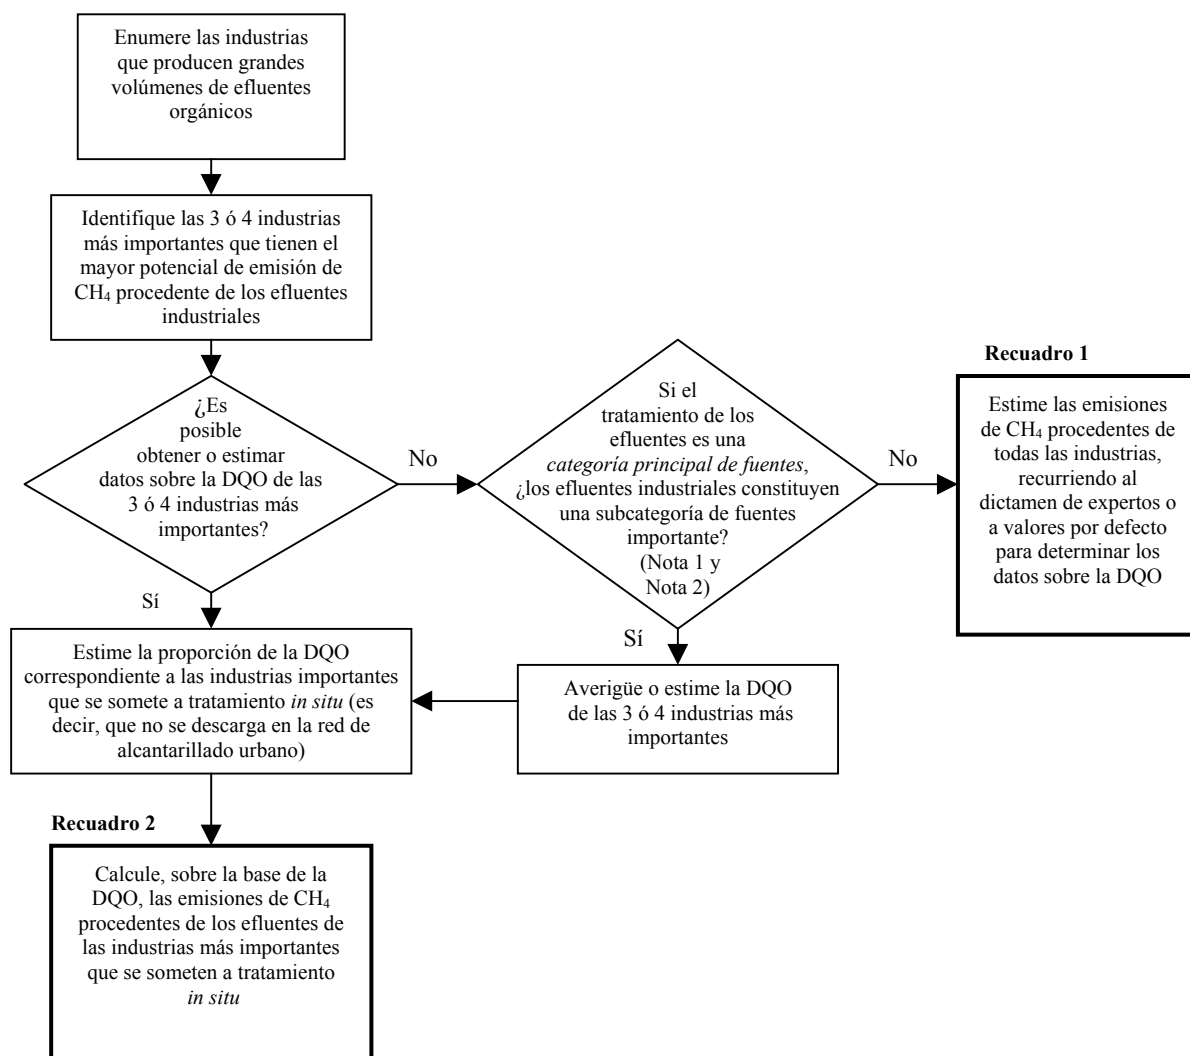 Enumere las industrias
que producen grandes
volúmenes de efluentes
orgánicos
Identifique las 3 ó 4 industrias
más importantes que tienen el
mayor potencial de emisión de
CH₄ procedente de los efluentes
industriales
¿Es
posible
obtener o estimar
datos sobre la DQO de las
3 ó 4 industrias más
importantes?
No
Si el
tratamiento de los
efluentes es una
categoría principal de fuentes,
¿los efluentes industriales constituyen
una subcategoría de fuentes
importante?
(Nota 1 y
Nota 2)
No
Recuadro 1
Estime las emisiones
de CH₄ procedentes de
todas las industrias,
recurriendo al
dictamen de expertos o
a valores por defecto
para determinar los
datos sobre la DQO
Sí
Sí
Estime la proporción de la DQO
correspondiente a las industrias importantes
que se somete a tratamiento in situ (es
decir, que no se descarga en la red de
alcantarillado urbano)
Averigüe o estime la DQO
de las 3 ó 4 industrias más
importantes
Recuadro 2
Calcule, sobre la base de la
DQO, las emisiones de CH₄
procedentes de los efluentes de
las industrias más importantes
que se someten a tratamiento
in situ